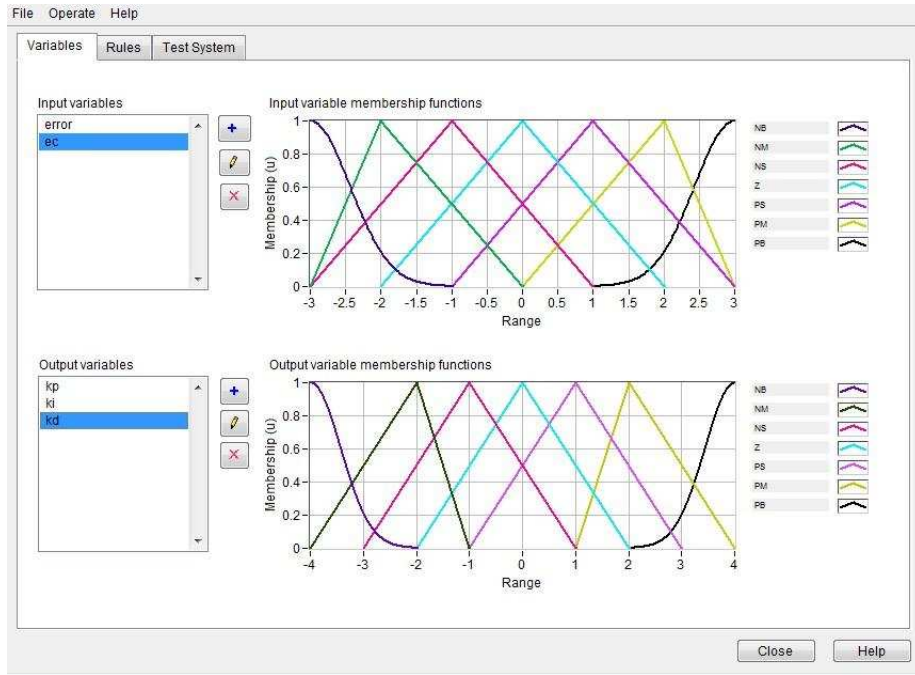 File Operate Help
Variables Rules Test System
Input variables
error
ec
Input variable membership functions
Membership (u)
1
0.8
0.6
0.4
0.2
0
-3 -2.5 -2 -1.5 -1 -0.5 0 0.5 1 1.5 2 2.5 3
Range
NB
NM
NS
Z
PS
PM
PB
Output variables
kp
ki
kd
Output variable membership functions
Membership (u)
1
0.8
0.6
0.4
0.2
0
-4 -3 -2 -1 0 1 2 3 4
Range
NB
NM
NS
Z
PS
PM
PB
Close Help